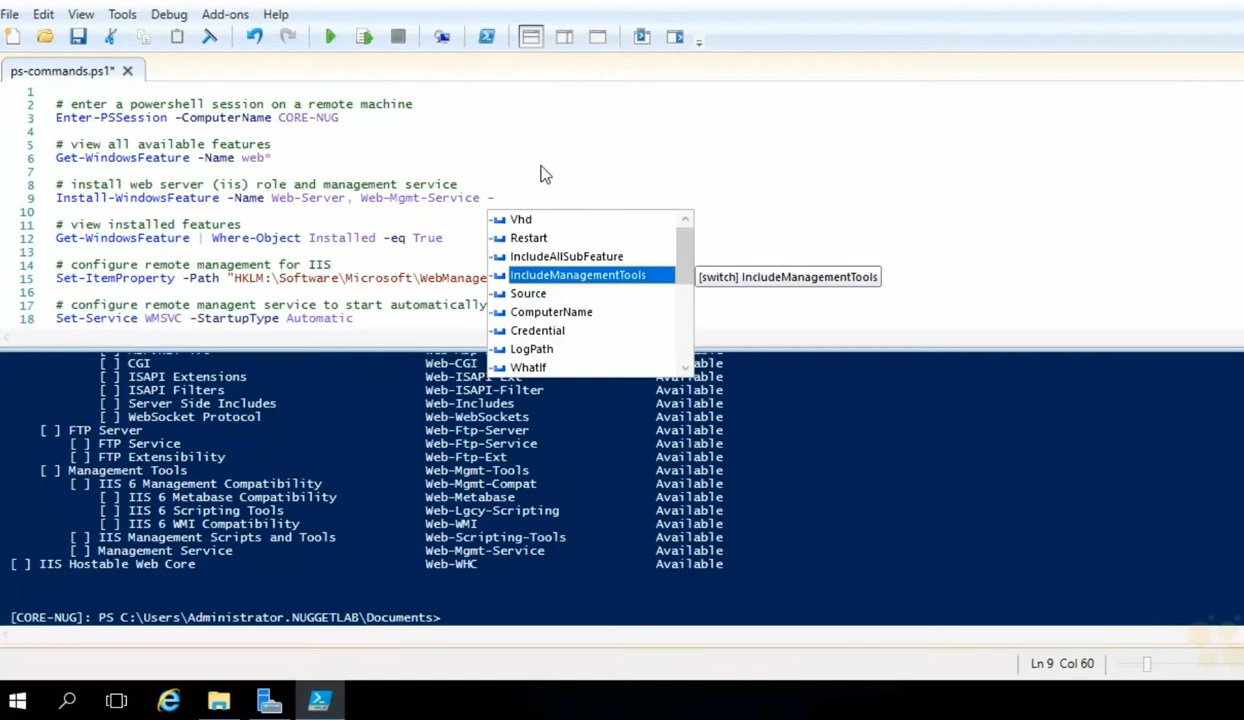 File Edit View Tools Debug Add-ons Help
ps-commands.ps1*
1
2 # enter a powershell session on a remote machine
3 Enter-PSSession -ComputerName CORE-NUG
4
5 # view all available features
6 Get-WindowsFeature -Name web*
7
8 # install web server (iis) role and management service
9 Install-WindowsFeature -Name Web-Server, Web-Mgmt-Service -
10
11 # view installed features
12 Get-WindowsFeature | Where-Object Installed -eq True
13
14 # configure remote management for IIS
15 Set-ItemProperty -Path "HKLM:\Software\Microsoft\WebManage
16
17 # configure remote managent service to start automatically
18 Set-Service WMSVC -StartupType Automatic
Vhd
Restart
IncludeAllSubFeature
IncludeManagementTools
Source
ComputerName
Credential
LogPath
WhatIf
[switch] IncludeManagementTools
[ ] CGI Web-CGI able
[ ] ISAPI Extensions Web-ISAPI-Ext Available
[ ] ISAPI Filters Web-ISAPI-Filter Available
[ ] Server Side Includes Web-Includes Available
[ ] WebSocket Protocol Web-WebSockets Available
[ ] FTP Server Web-Ftp-Server Available
[ ] FTP Service Web-Ftp-Service Available
[ ] FTP Extensibility Web-Ftp-Ext Available
[ ] Management Tools Web-Mgmt-Tools Available
[ ] IIS 6 Management Compatibility Web-Mgmt-Compat Available
[ ] IIS 6 Metabase Compatibility Web-Metabase Available
[ ] IIS 6 Scripting Tools Web-Lgcy-Scripting Available
[ ] IIS 6 WMI Compatibility Web-WMI Available
[ ] IIS Management Scripts and Tools Web-Scripting-Tools Available
[ ] Management Service Web-Mgmt-Service Available
[ ] IIS Hostable Web Core Web-WHC Available
[CORE-NUG]: PS C:\Users\Administrator.NUGGETLAB\Documents>
Ln 9 Col 60